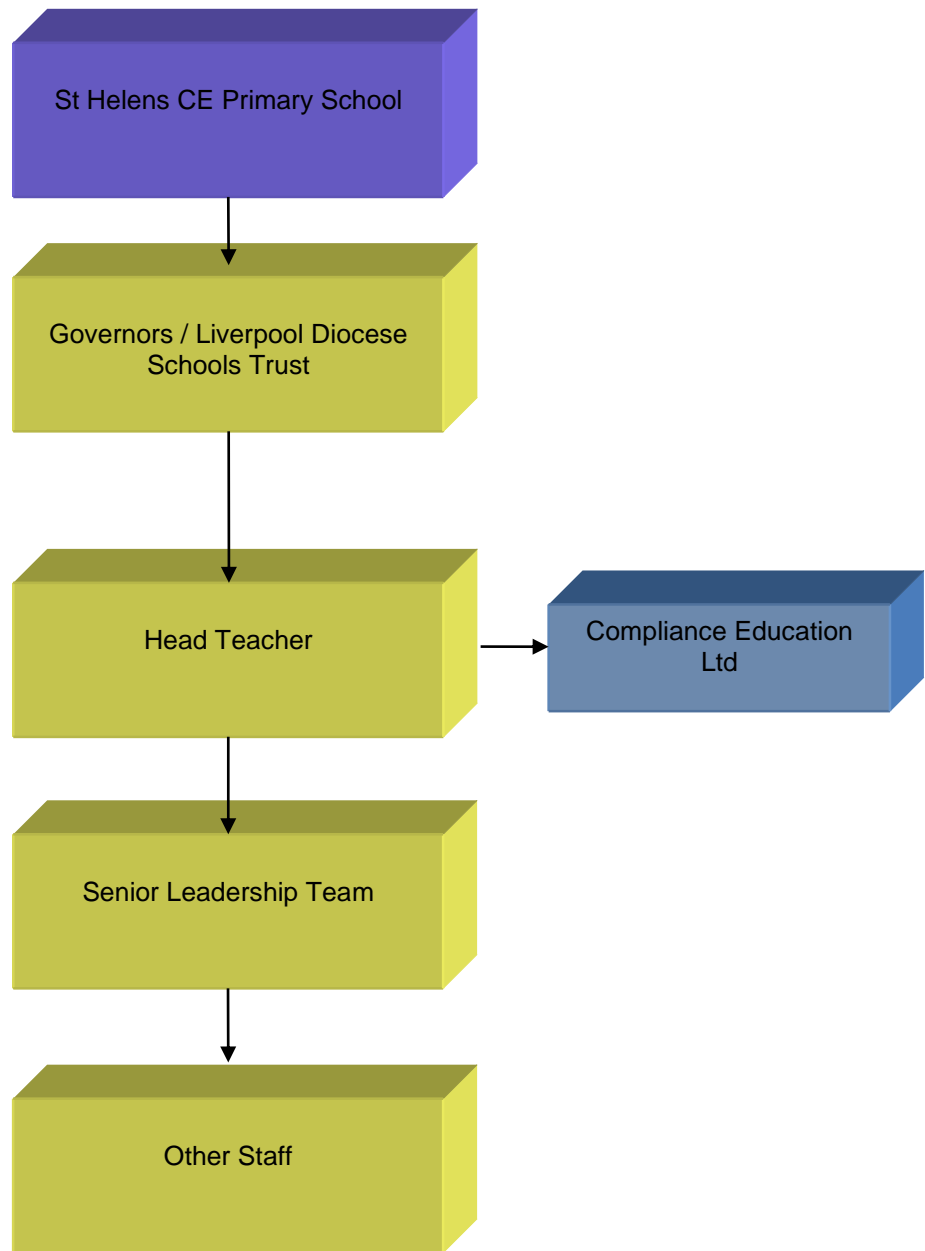 St Helens CE Primary School
Governors / Liverpool Diocese
Schools Trust
Head Teacher
Compliance Education
Ltd
Senior Leadership Team
Other Staff